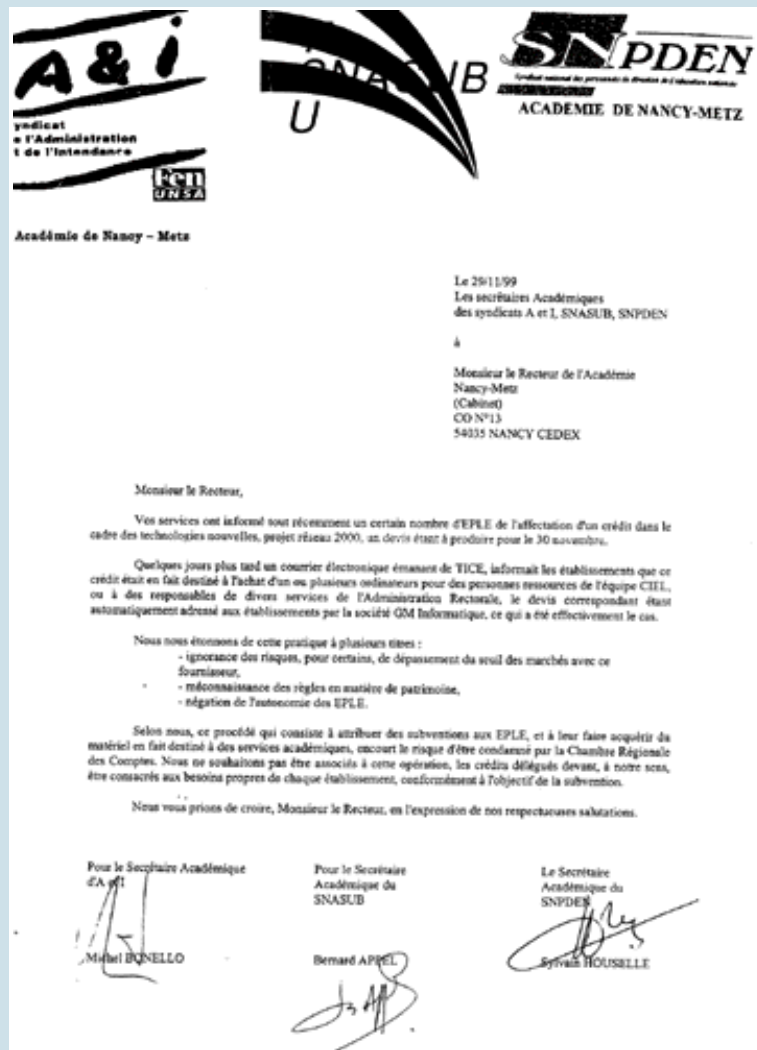 A & i
yndicat
e l'Administration
t de l'Intendance
Fen
UNSA
Académie de Nancy – Metz
SNASUB
U
SNPDEN
Syndicat national des personnels de direction de l'éducation nationale
ACADEMIE DE NANCY-METZ
Le 29/11/99
Les secrétaires Académiques
des syndicats A et I, SNASUB, SNPDEN
à
Monsieur le Recteur de l'Académie
Nancy-Metz
(Cabinet)
CO N°13
54035 NANCY CEDEX
Monsieur le Recteur,
Vos services ont informé tout récemment un certain nombre d'EPLE de l'affectation d'un crédit dans le
cadre des technologies nouvelles, projet réseau 2000, un devis étant à produire pour le 30 novembre.
Quelques jours plus tard un courrier électronique émanant de TICE, informait les établissements que ce
crédit était en fait destiné à l'achat d'un ou plusieurs ordinateurs pour des personnes ressources de l'équipe CIEL,
ou à des responsables de divers services de l'Administration Rectorale, le devis correspondant étant
automatiquement adressé aux établissements par la société GM Informatique, ce qui a été effectivement le cas.
Nous nous étonnons de cette pratique à plusieurs titres :
- ignorance des risques, pour certains, de dépassement du seuil des marchés avec ce
fournisseur,
- méconnaissance des règles en matière de patrimoine,
- négation de l'autonomie des EPLE.
Selon nous, ce procédé qui consiste à attribuer des subventions aux EPLE, et à leur faire acquérir du
matériel en fait destiné à des services académiques, encourt le risque d'être condamné par la Chambre Régionale
des Comptes. Nous ne souhaitons pas être associés à cette opération, les crédits délégués devant, à notre sens,
être consacrés aux besoins propres de chaque établissement, conformément à l'objectif de la subvention.
Nous vous prions de croire, Monsieur le Recteur, en l'expression de nos respectueuses salutations.
Pour le Secrétaire Académique
d'A et I
Michel BONELLO
Pour le Secrétaire
Académique du
SNASUB
Bernard APPEL
Le Secrétaire
Académique du
SNPDEN
Sylvain HOUSELLE